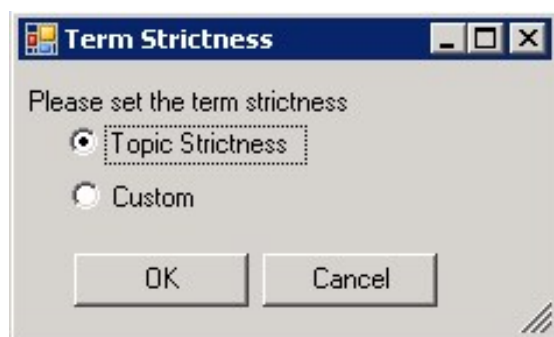 Term Strictness
Please set the term strictness
Topic Strictness
Custom
OK Cancel